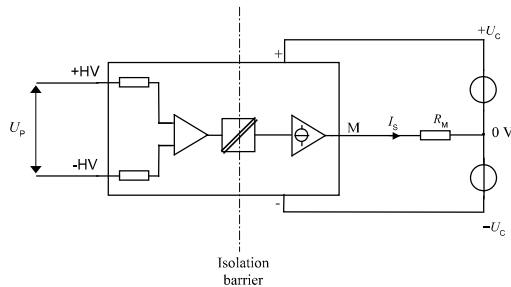 +U_C
+
+HV
U_P
M
I_S
R_M
0 V
-HV
-
−U_C
Isolation
barrier